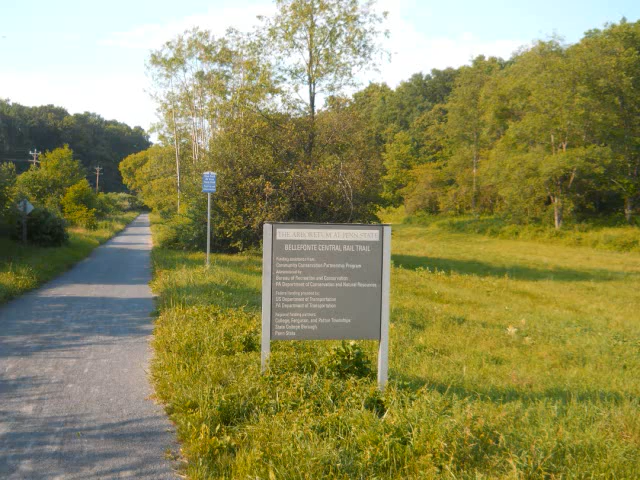 THE ARBORETUM AT PENN STATE
BELLEFONTE CENTRAL RAIL TRAIL
Funding assistance from:
Community Conservation Partnership Program
Administered by:
Bureau of Recreation and Conservation
PA Department of Conservation and Natural Resources
Federal funding provided by:
US Department of Transportation
PA Department of Transportation
Regional funding partners:
College, Ferguson, and Patton Townships
State College Borough
Penn State